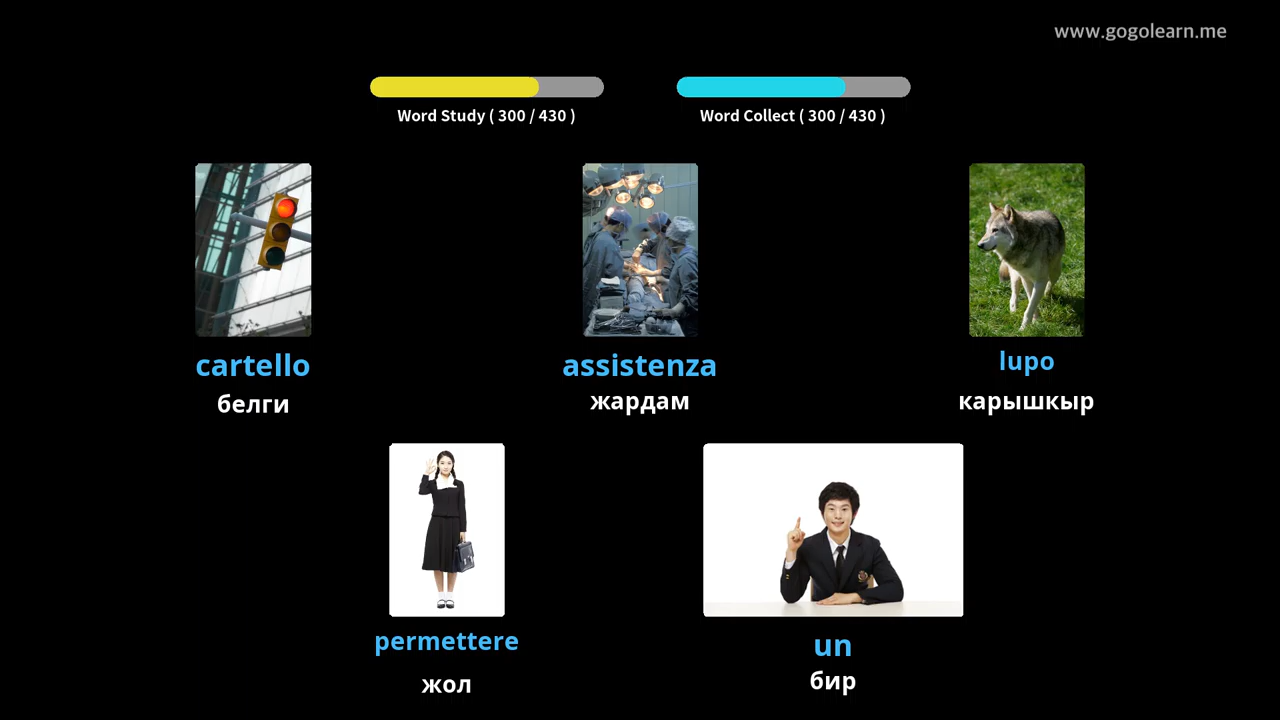 www.gogolearn.me
Word Study ( 300 / 430 )
Word Collect ( 300 / 430 )
cartello
белги
assistenza
жардам
lupo
карышкыр
permettere
жол
un
бир